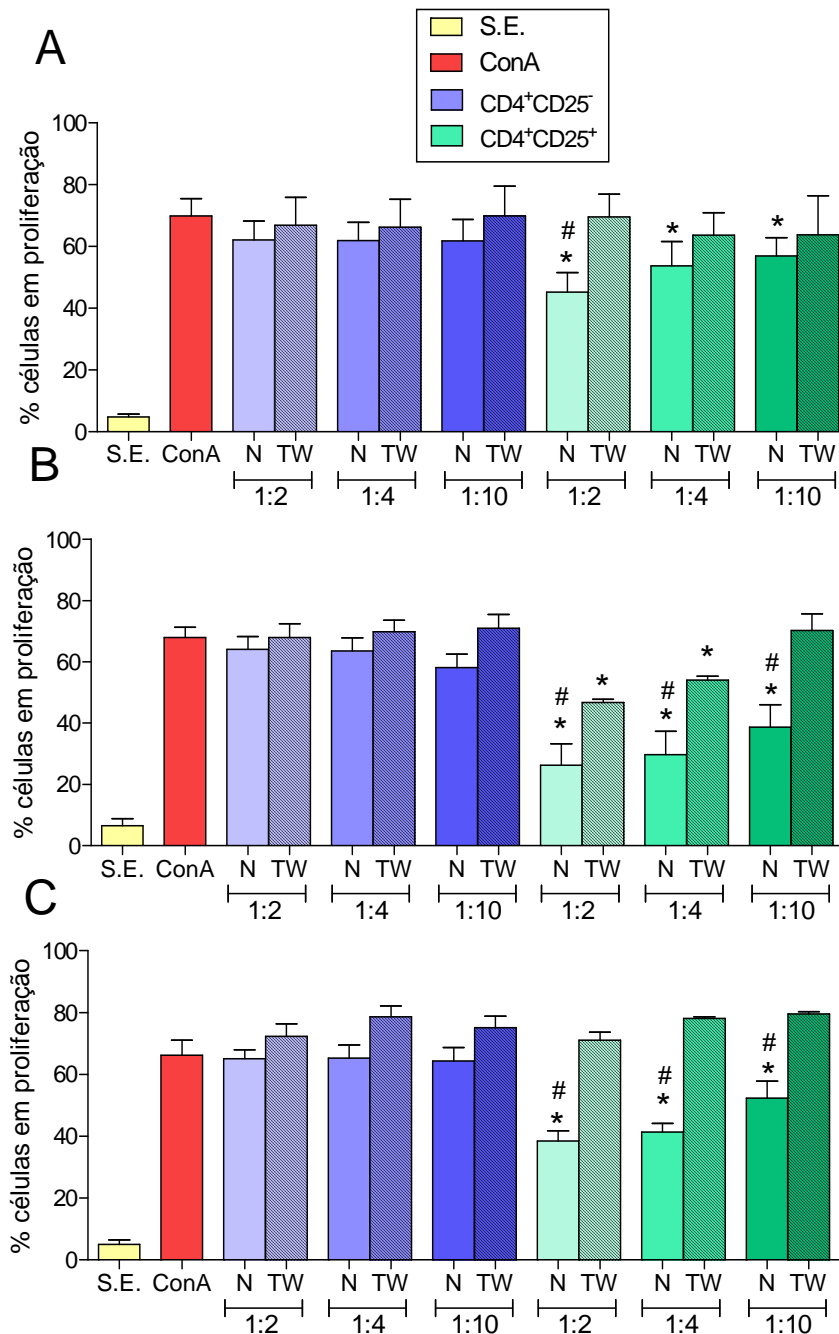 A
S.E.
ConA
CD4⁺CD25⁻
CD4⁺CD25⁺
% células em proliferação
100
80
60
40
20
0
# * * *
S.E. ConA N TW N TW N TW N TW N TW N TW
1:2 1:4 1:10 1:2 1:4 1:10
B
% células em proliferação
100
80
60
40
20
0
# * * # * * # *
S.E. ConA N TW N TW N TW N TW N TW N TW
1:2 1:4 1:10 1:2 1:4 1:10
C
% células em proliferação
100
80
60
40
20
0
# * # * # *
S.E. ConA N TW N TW N TW N TW N TW N TW
1:2 1:4 1:10 1:2 1:4 1:10